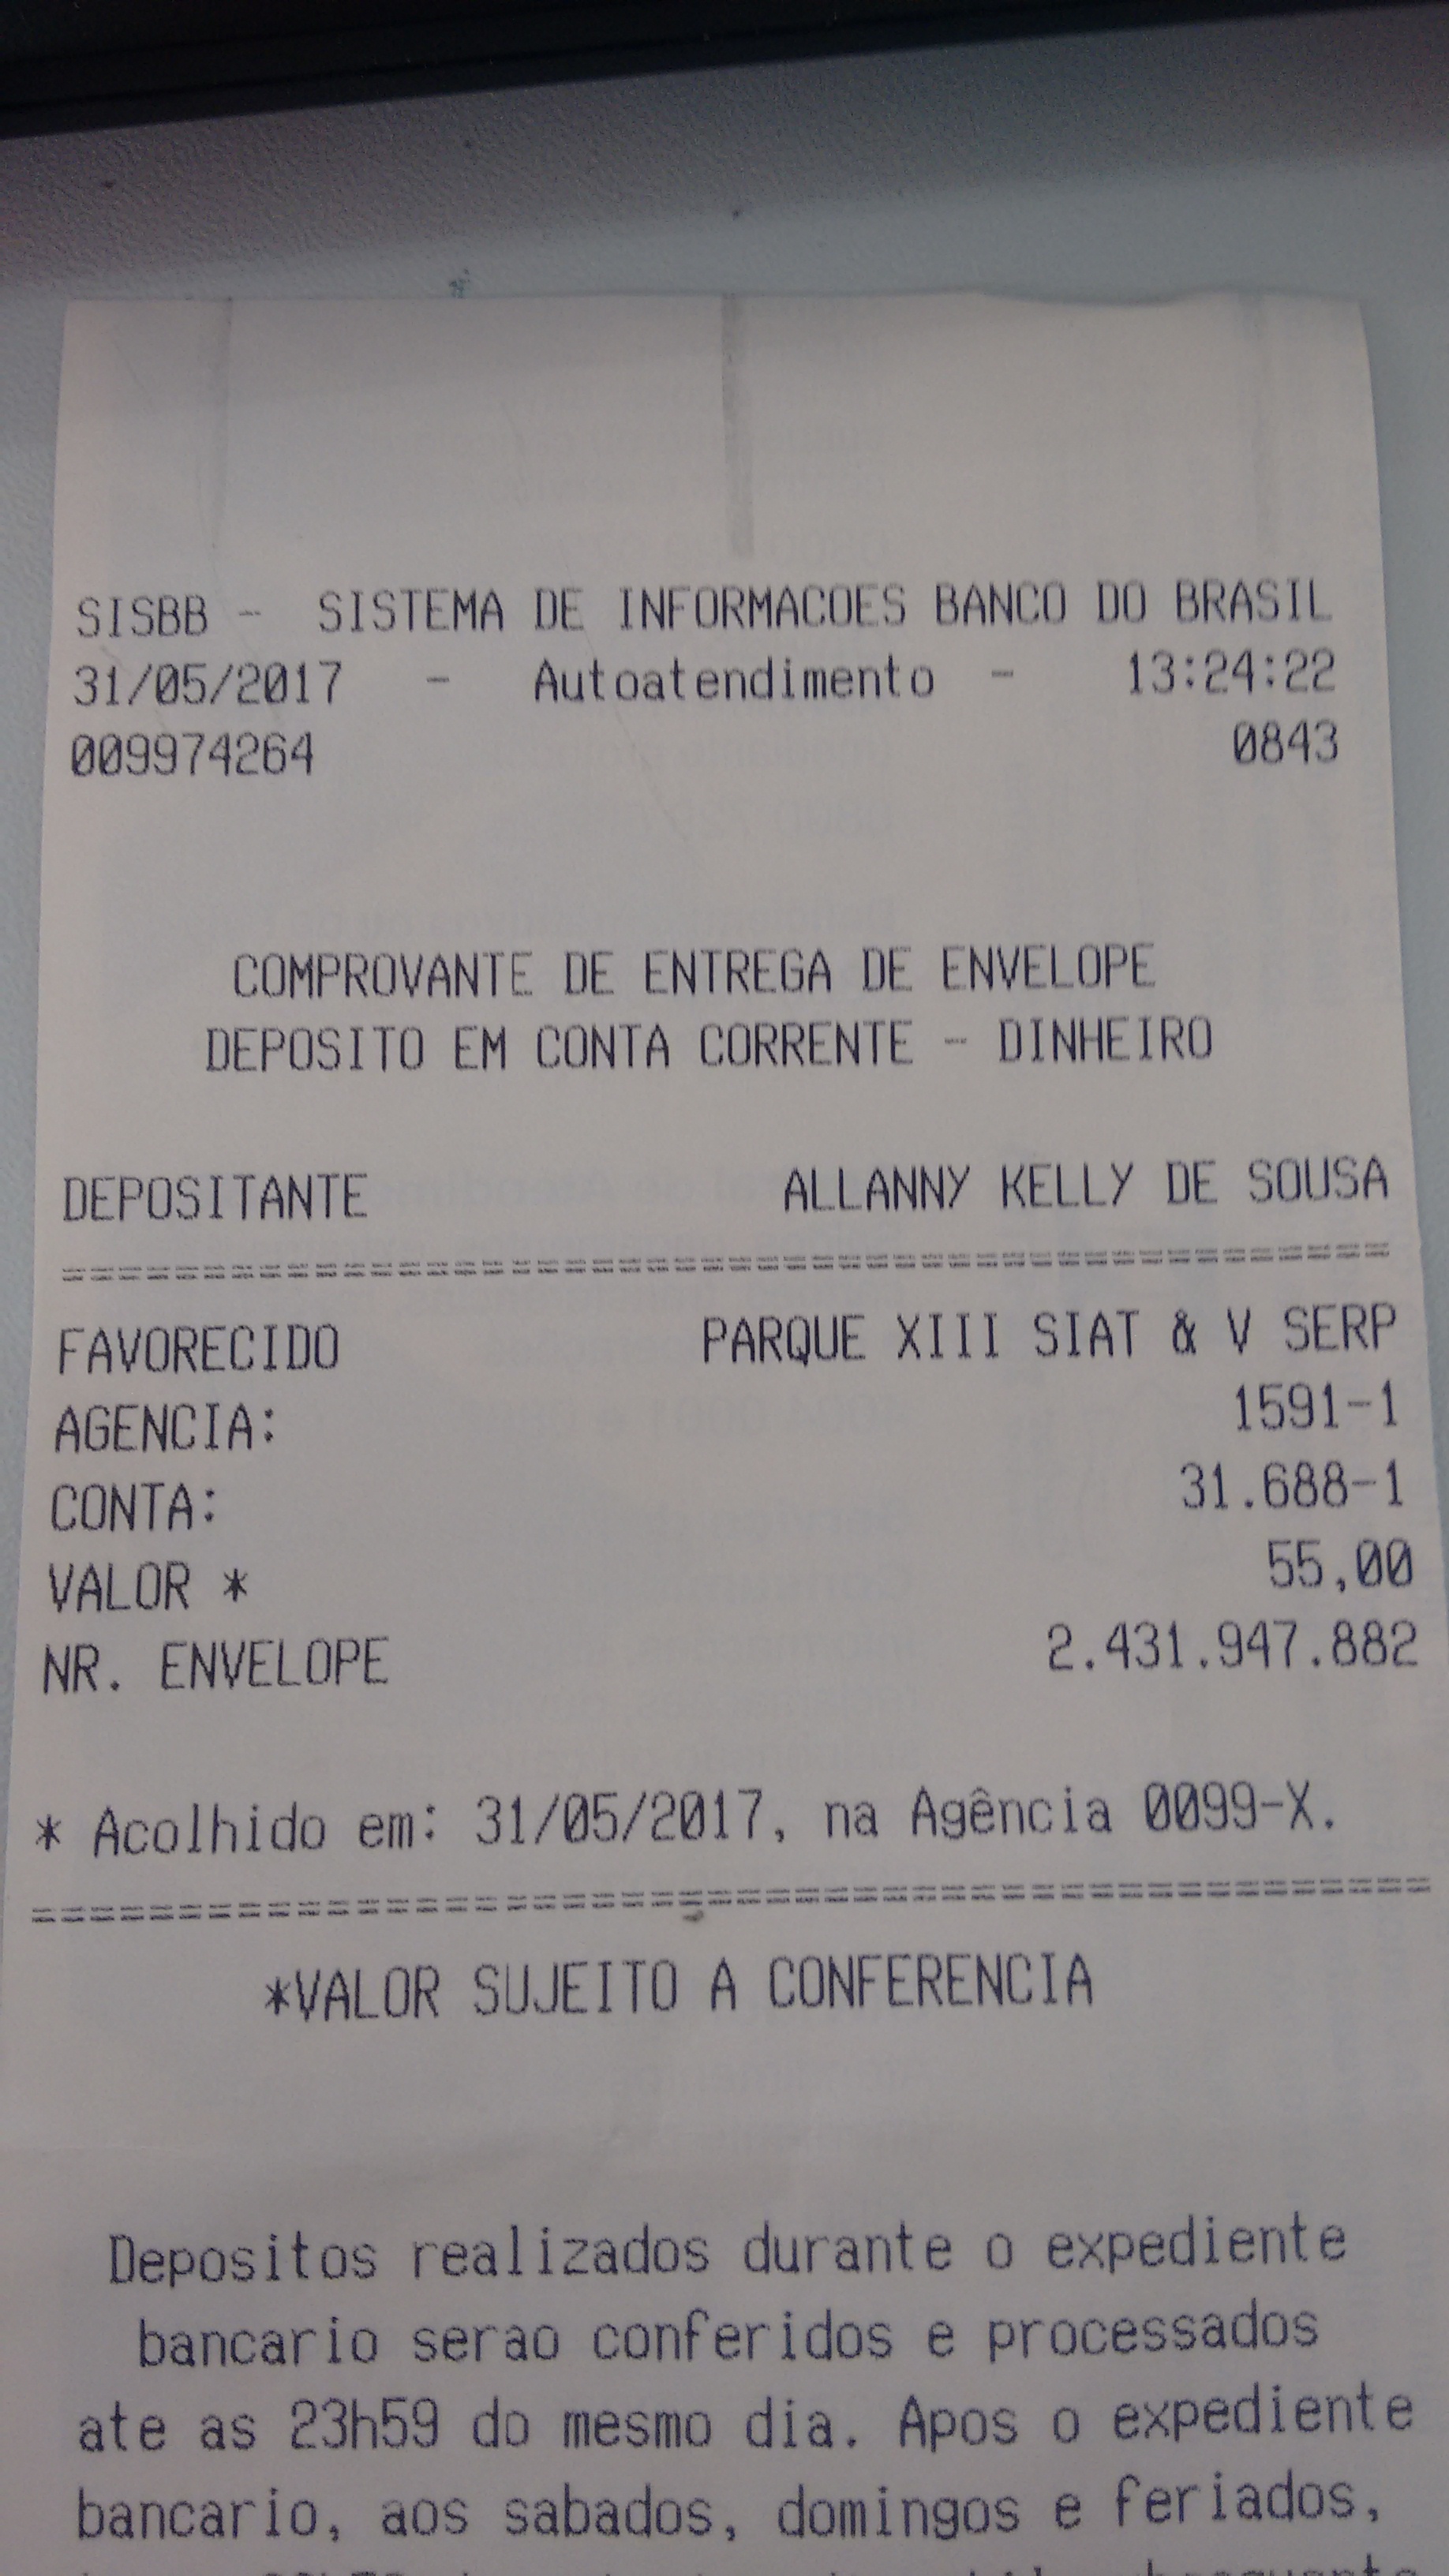 SISBB - SISTEMA DE INFORMACOES BANCO DO BRASIL
31/05/2017 - Autoatendimento - 13:24:22
009974264 0843
COMPROVANTE DE ENTREGA DE ENVELOPE
DEPOSITO EM CONTA CORRENTE - DINHEIRO
DEPOSITANTE ALLANNY KELLY DE SOUSA
FAVORECIDO PARQUE XIII SIAT & V SERP
AGENCIA: 1591-1
CONTA: 31.688-1
VALOR * 55,00
NR. ENVELOPE 2.431.947.882
* Acolhido em: 31/05/2017, na Agência 0099-X.
*VALOR SUJEITO A CONFERENCIA
Depositos realizados durante o expediente
bancario serao conferidos e processados
ate as 23h59 do mesmo dia. Apos o expediente
bancario, aos sabados, domingos e feriados,